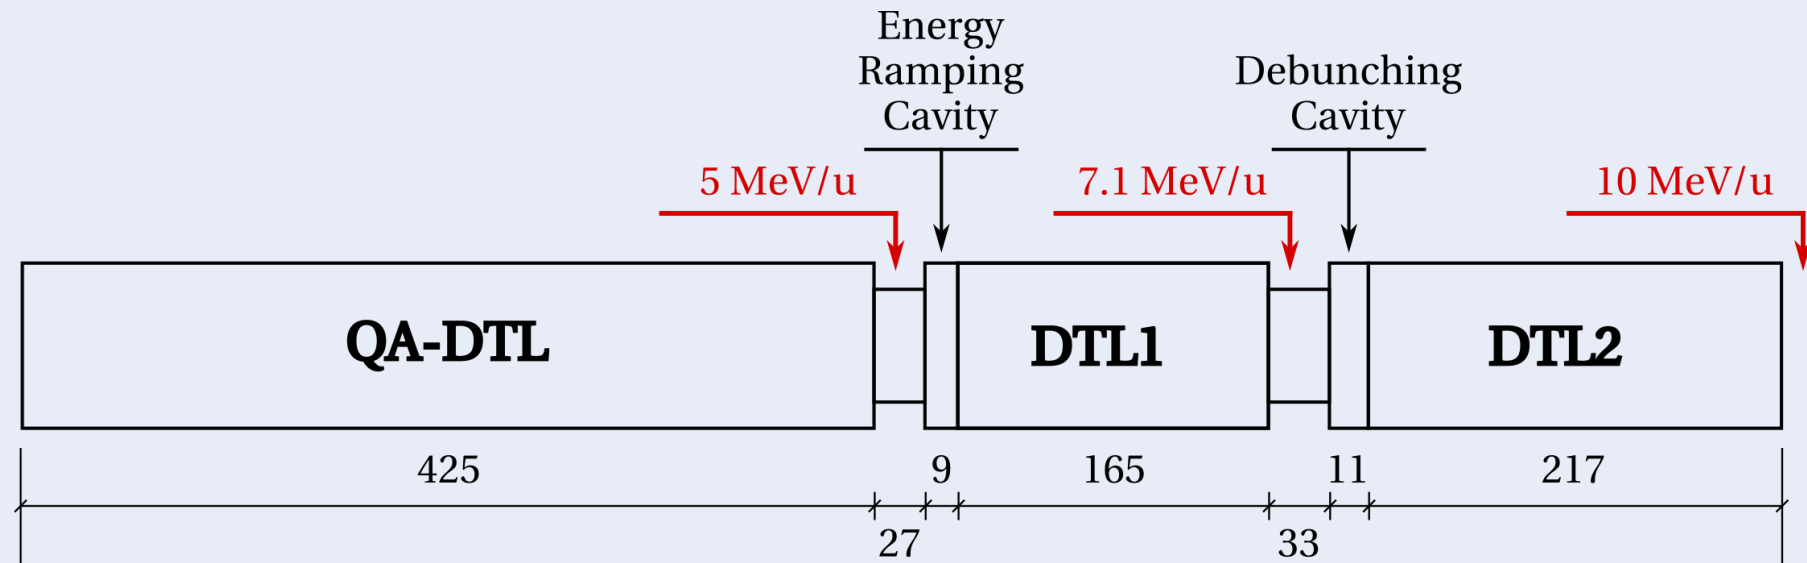 Energy
Ramping
Cavity
Debunching
Cavity
5 MeV/u
7.1 MeV/u
10 MeV/u
QA-DTL
DTL1
DTL2
425
9
165
11
217
27
33